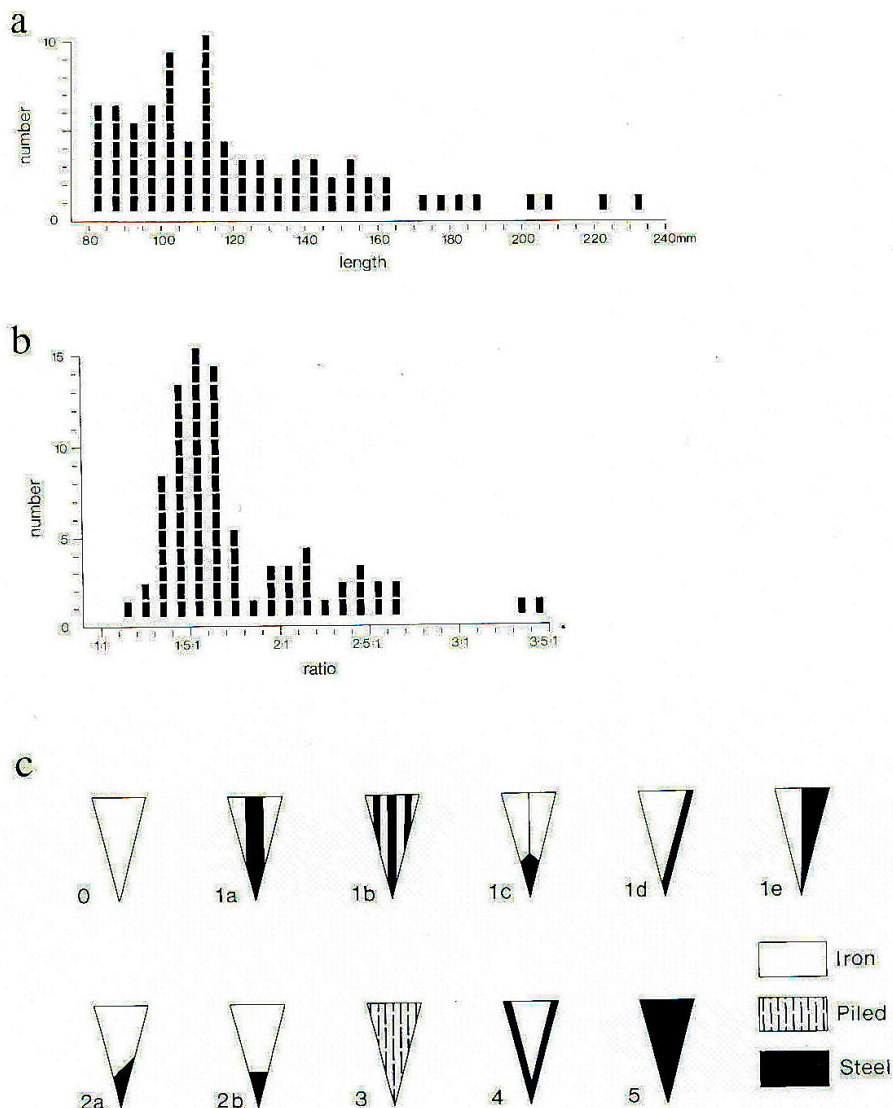 a
10
number
0
80 100 120 140 160 180 200 220 240mm
length
b
15
10
number
5
0
1:1 1·5:1 2:1 2·5:1 3:1 3·5:1
ratio
c
0 1a 1b 1c 1d 1e
Iron
Piled
Steel
2a 2b 3 4 5